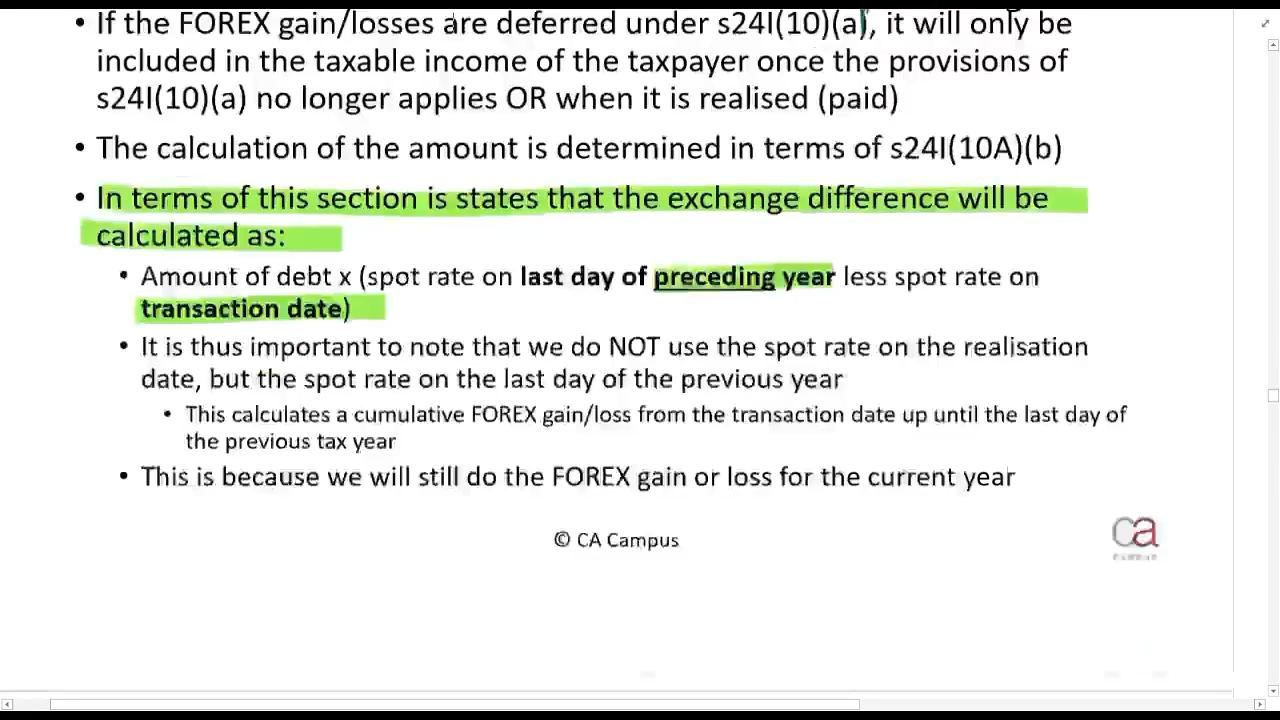 • If the FOREX gain/losses are deferred under s24I(10)(a), it will only be
included in the taxable income of the taxpayer once the provisions of
s24I(10)(a) no longer applies OR when it is realised (paid)
• The calculation of the amount is determined in terms of s24I(10A)(b)
• In terms of this section is states that the exchange difference will be
calculated as:
• Amount of debt x (spot rate on last day of preceding year less spot rate on
transaction date)
• It is thus important to note that we do NOT use the spot rate on the realisation
date, but the spot rate on the last day of the previous year
• This calculates a cumulative FOREX gain/loss from the transaction date up until the last day of
the previous tax year
• This is because we will still do the FOREX gain or loss for the current year
© CA Campus
ca